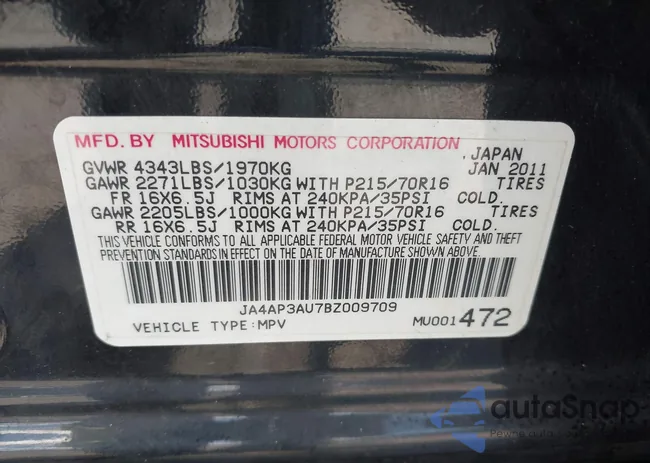 MFD. BY MITSUBISHI MOTORS CORPORATION
JAPAN
GVWR 4343LBS/1970KG JAN 2011
GAWR 2271LBS/1030KG WITH P215/70R16 TIRES
FR 16X6.5J RIMS AT 240KPA/35PSI COLD.
GAWR 2205LBS/1000KG WITH P215/70R16 TIRES
RR 16X6.5J RIMS AT 240KPA/35PSI COLD.
THIS VEHICLE CONFORMS TO ALL APPLICABLE FEDERAL MOTOR VEHICLE SAFETY AND THEFT
PREVENTION STANDARDS IN EFFECT ON THE DATE OF MANUFACTURE SHOWN ABOVE.
JA4AP3AU7BZ009709
VEHICLE TYPE:MPV MU001472
autoSnap